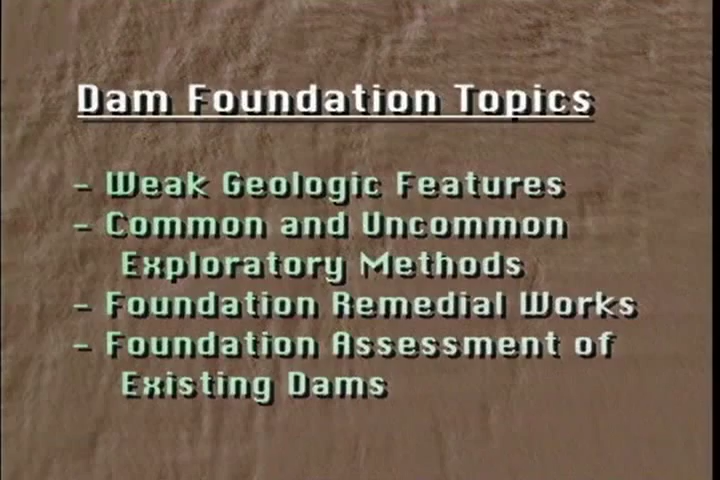 Dam Foundation Topics
- Weak Geologic Features
- Common and Uncommon
Exploratory Methods
- Foundation Remedial Works
- Foundation Assessment of
Existing Dams